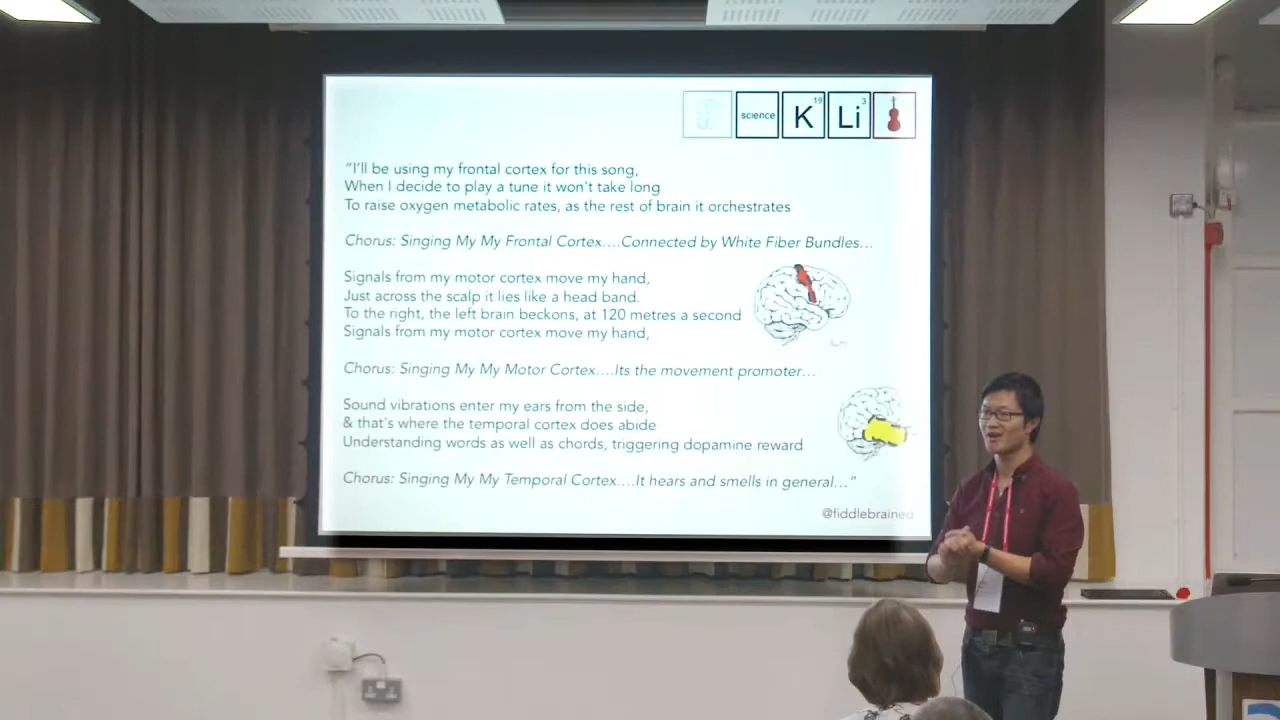 science
19
K
3
Li
“I'll be using my frontal cortex for this song,
When I decide to play a tune it won't take long
To raise oxygen metabolic rates, as the rest of brain it orchestrates
Chorus: Singing My My Frontal Cortex....Connected by White Fiber Bundles...
Signals from my motor cortex move my hand,
Just across the scalp it lies like a head band.
To the right, the left brain beckons, at 120 metres a second
Signals from my motor cortex move my hand,
Chorus: Singing My My Motor Cortex....Its the movement promoter...
Sound vibrations enter my ears from the side,
& that's where the temporal cortex does abide
Understanding words as well as chords, triggering dopamine reward
Chorus: Singing My My Temporal Cortex....It hears and smells in general...”
@fiddlebrained